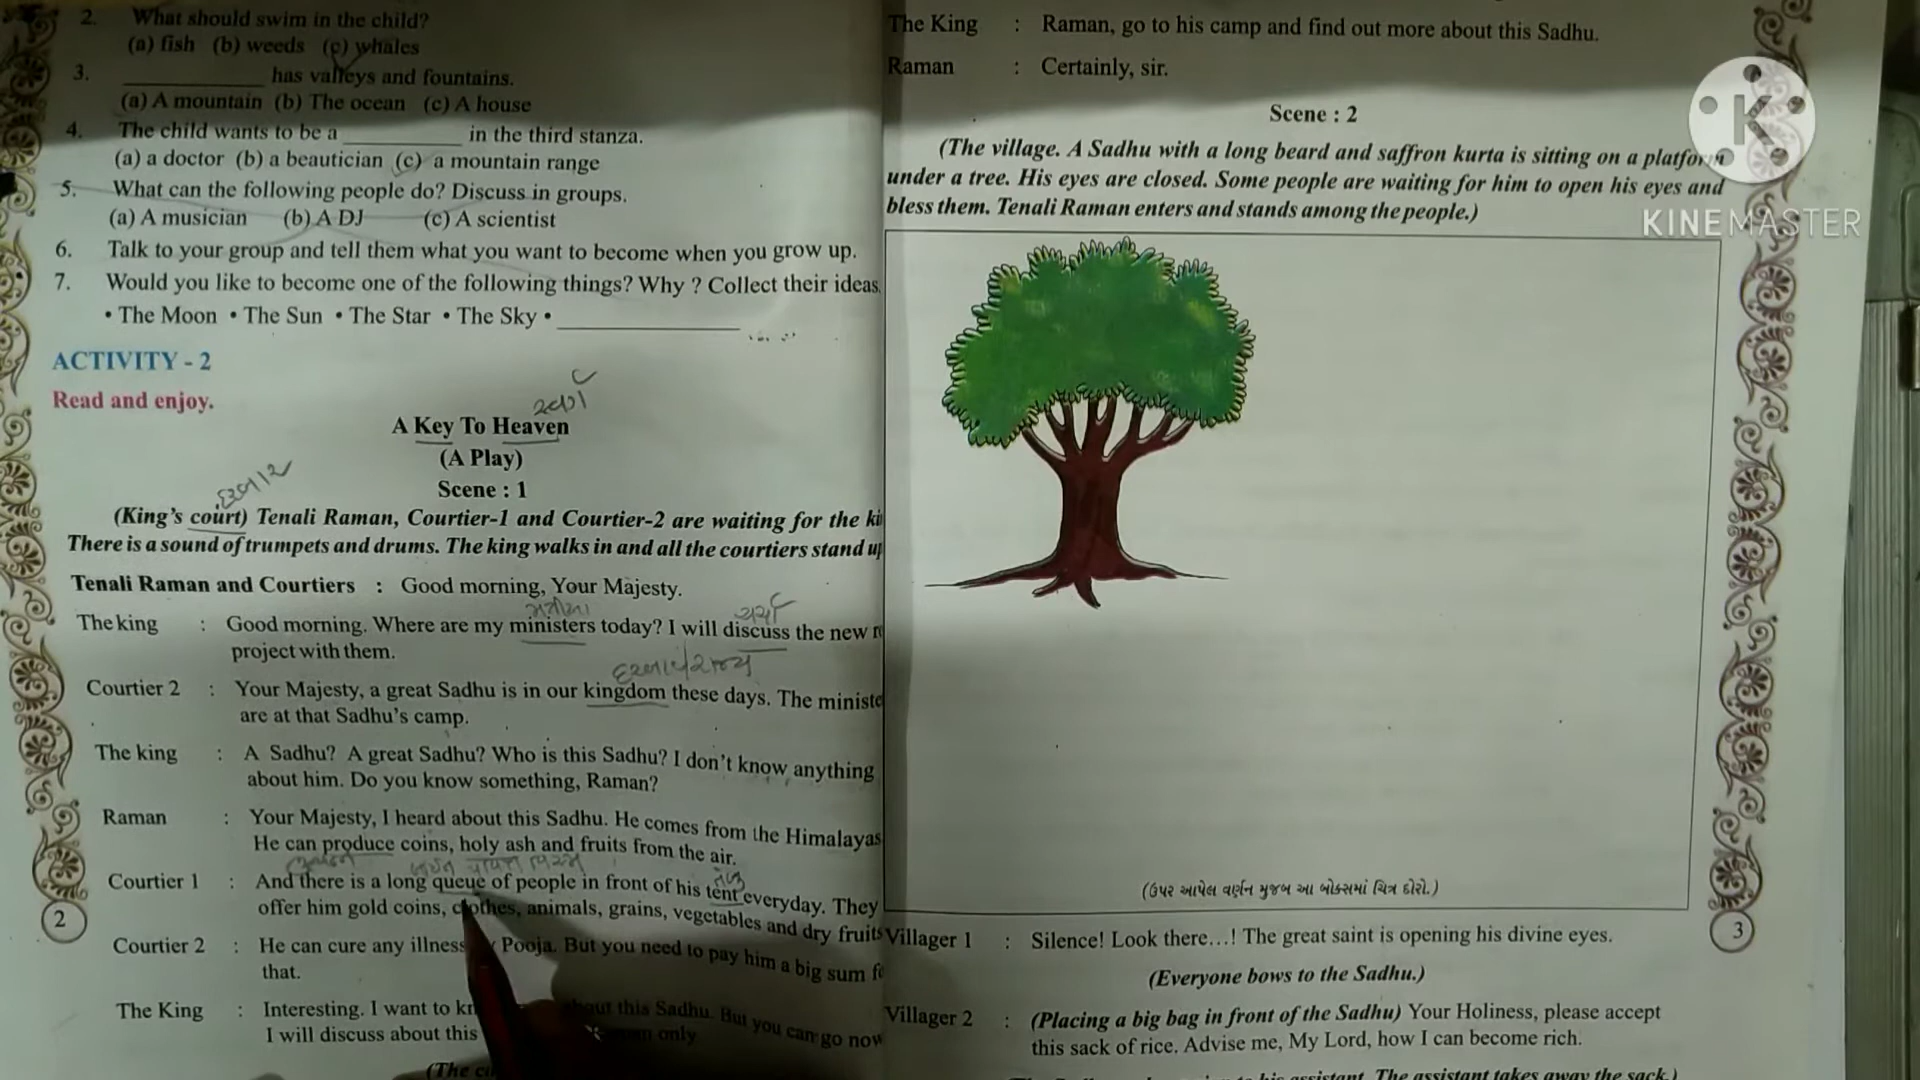 2. What should swim in the child?
(a) fish (b) weeds (c) whales
3. __________ has valleys and fountains.
(a) A mountain (b) The ocean (c) A house
4. The child wants to be a __________ in the third stanza.
(a) a doctor (b) a beautician (c) a mountain range
5. What can the following people do? Discuss in groups.
(a) A musician (b) A DJ (c) A scientist
6. Talk to your group and tell them what you want to become when you grow up.
7. Would you like to become one of the following things? Why ? Collect their ideas.
• The Moon • The Sun • The Star • The Sky • __________
ACTIVITY - 2
Read and enjoy.
સ્વર્ગ
A Key To Heaven
(A Play)
Scene : 1
દરબાર
(King's court) Tenali Raman, Courtier-1 and Courtier-2 are waiting for the
There is a sound of trumpets and drums. The king walks in and all the courtiers stand up
Tenali Raman and Courtiers : Good morning, Your Majesty.
ચર્ચા
The king : Good morning. Where are my ministers today? I will discuss the new
project with them.
Courtier 2 : Your Majesty, a great Sadhu is in our kingdom these days. The
are at that Sadhu's camp.
The king : A Sadhu? A great Sadhu? Who is this Sadhu? I don't know anything
about him. Do you know something, Raman?
Raman : Your Majesty, I heard about this Sadhu. He comes from the Himalayas
He can produce coins, holy ash and fruits from the air.
Courtier 1 : And there is a long queue of people in front of his tent everyday. They
offer him gold coins, clothes, animals, grains, vegetables and dry fruits
Courtier 2 : He can cure any illness Pooja. But you need to pay him a big sum
that.
The King : Interesting. I want to about this Sadhu. But you can go now
I will discuss about this only
2
The King : Raman, go to his camp and find out more about this Sadhu.
Raman : Certainly, sir.
Scene : 2
(The village. A Sadhu with a long beard and saffron kurta is sitting on a platform
under a tree. His eyes are closed. Some people are waiting for him to open his eyes and
bless them. Tenali Raman enters and stands among the people.)
(ઉપર આપેલ વર્ણન મુજબ આ બોક્સમાં ચિત્ર દોરો.)
Villager 1 : Silence! Look there...! The great saint is opening his divine eyes.
(Everyone bows to the Sadhu.)
Villager 2 : (Placing a big bag in front of the Sadhu) Your Holiness, please accept
this sack of rice. Advise me, My Lord, how I can become rich.
his assistant. The assistant takes away the sack.)
3
K
KINEMASTER